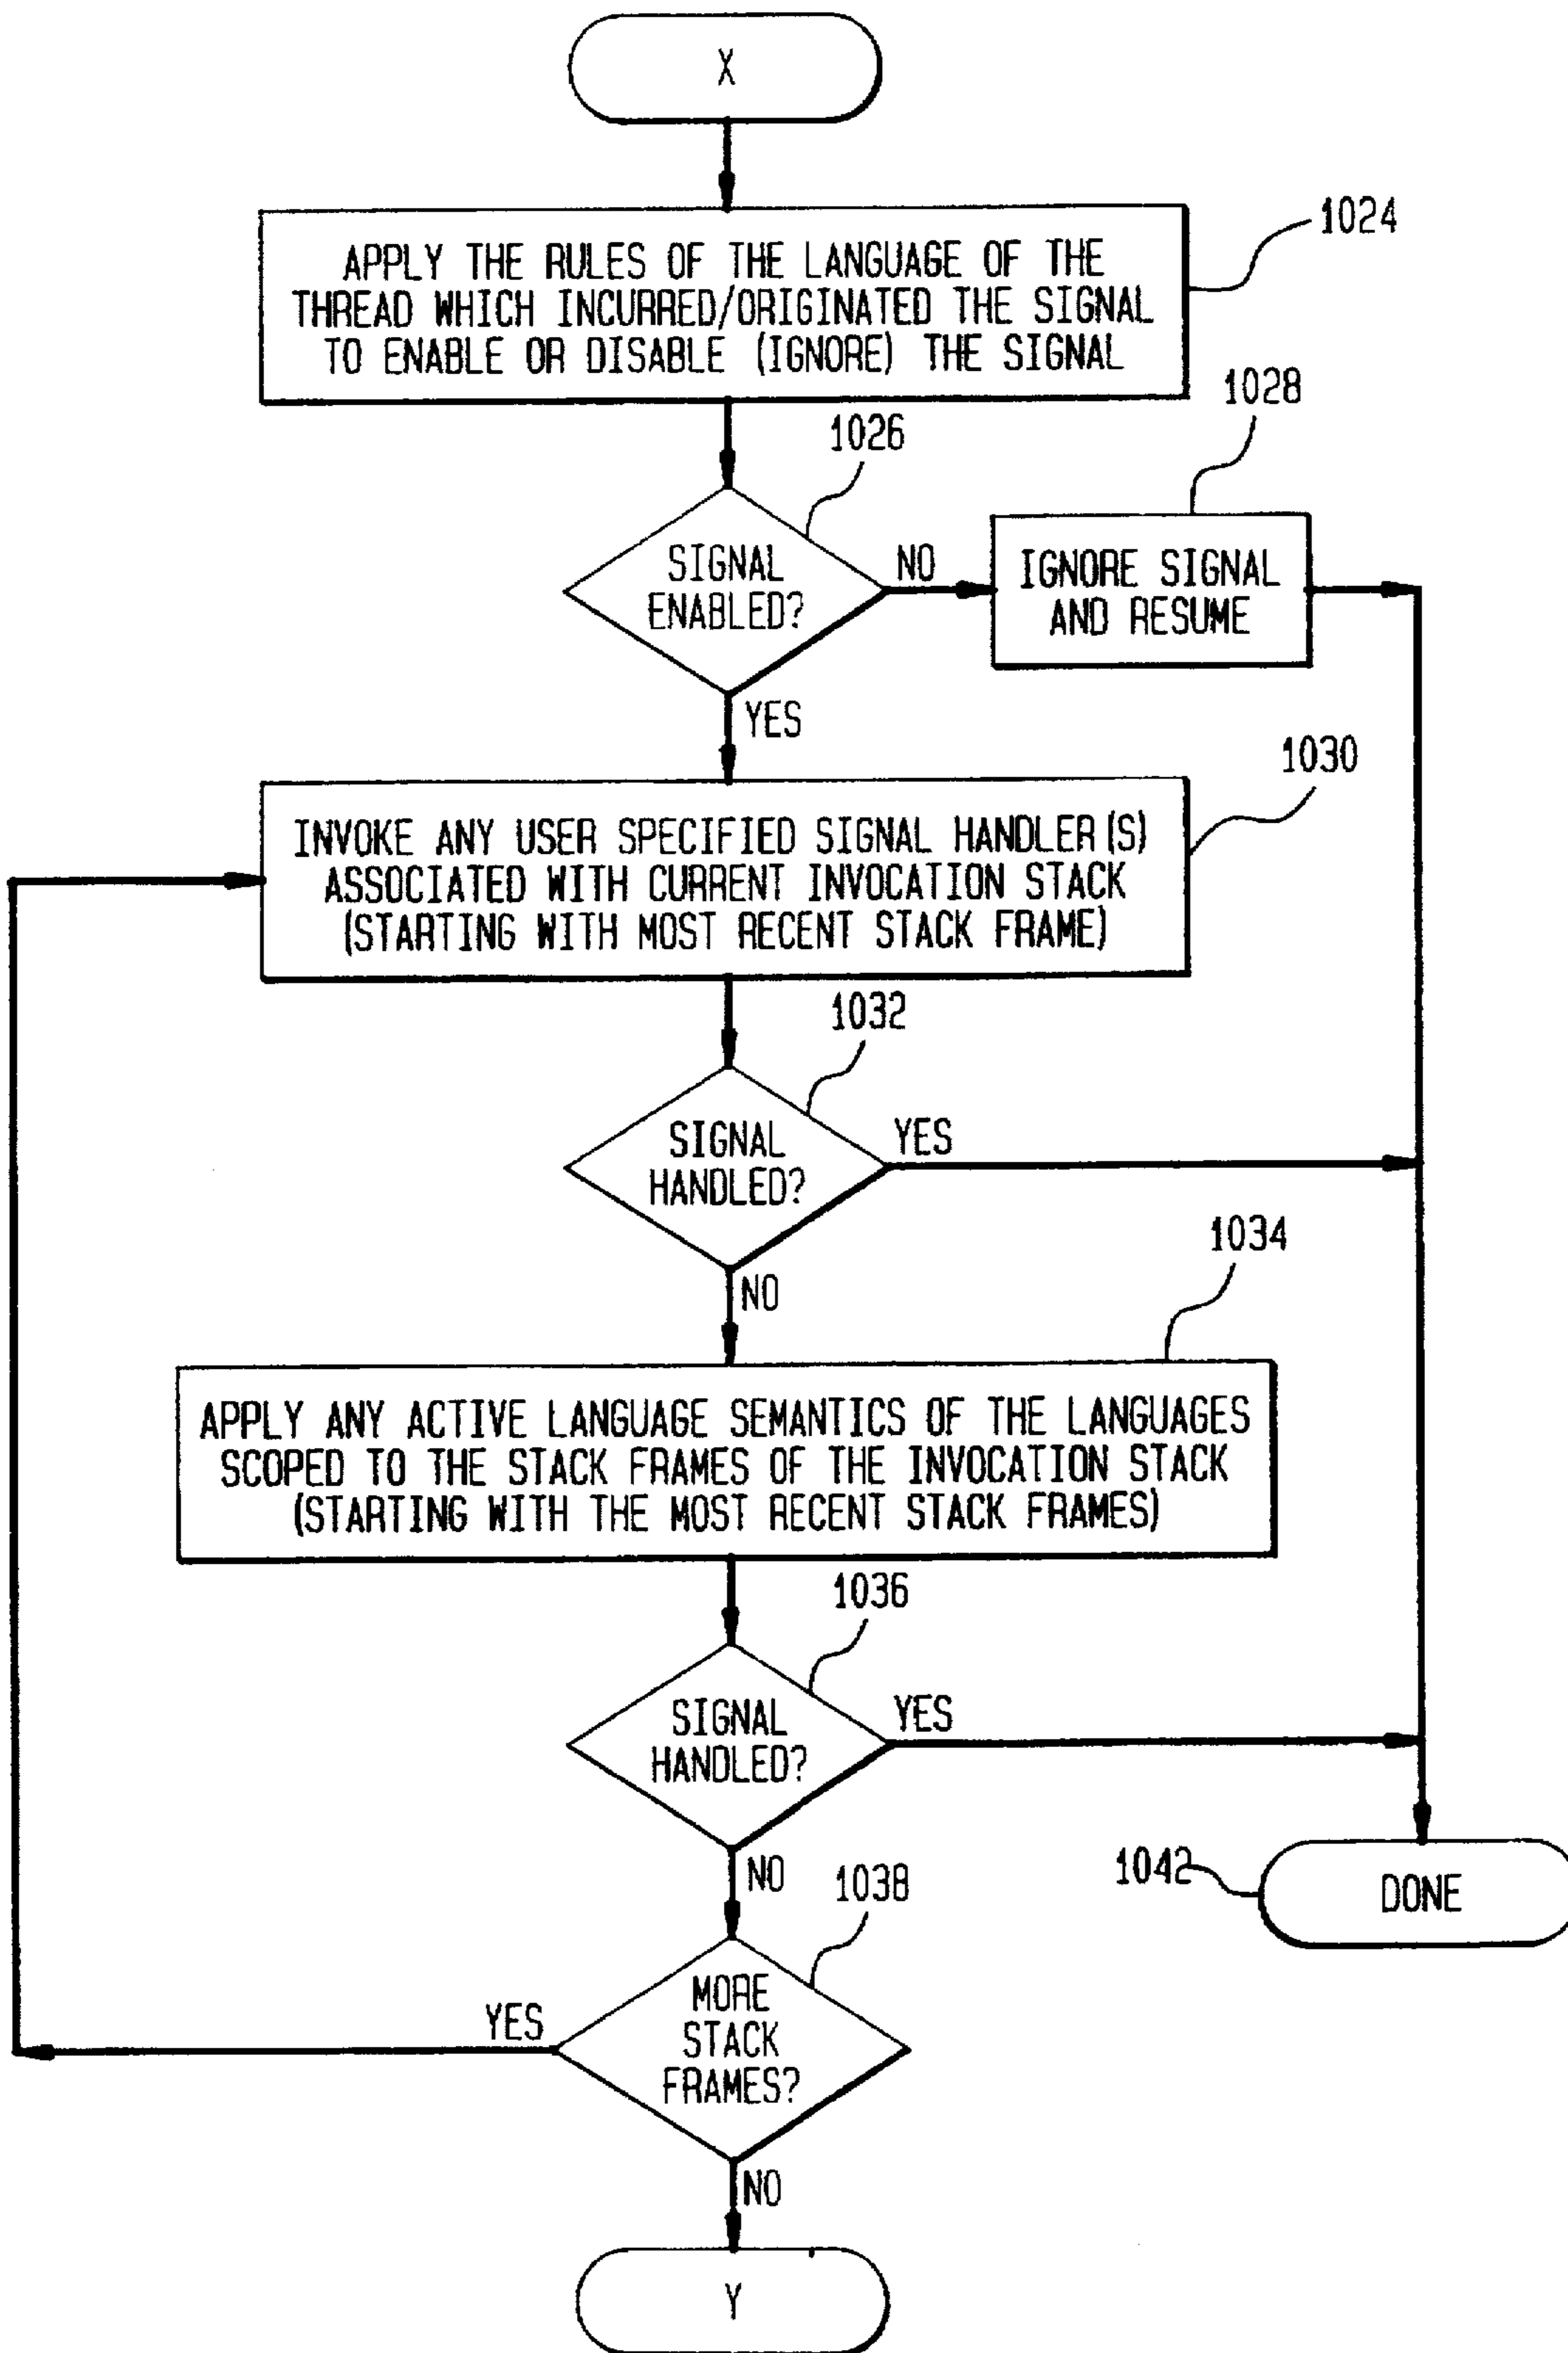 X
1024
APPLY THE RULES OF THE LANGUAGE OF THE
THREAD WHICH INCURRED/ORIGINATED THE SIGNAL
TO ENABLE OR DISABLE (IGNORE) THE SIGNAL
1028
1026
SIGNAL
ENABLED?
NO
IGNORE SIGNAL
AND RESUME
YES
1030
INVOKE ANY USER SPECIFIED SIGNAL HANDLER(S)
ASSOCIATED WITH CURRENT INVOCATION STACK
(STARTING WITH MOST RECENT STACK FRAME)
1032
SIGNAL
HANDLED?
YES
NO
1034
APPLY ANY ACTIVE LANGUAGE SEMANTICS OF THE LANGUAGES
SCOPED TO THE STACK FRAMES OF THE INVOCATION STACK
(STARTING WITH THE MOST RECENT STACK FRAMES)
1036
SIGNAL
HANDLED?
YES
NO
1038
1042
DONE
MORE
STACK
FRAMES?
YES
NO
Y